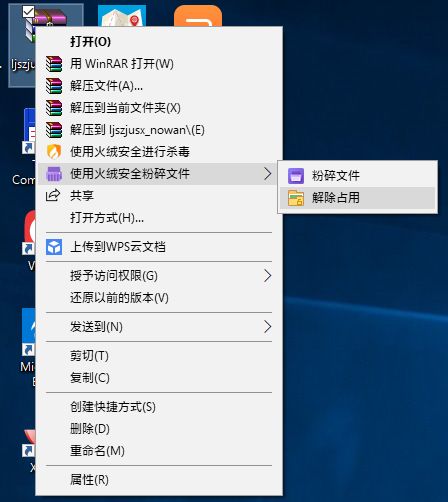 ljszju
打开(O)
用 WinRAR 打开(W)
解压文件(A)...
解压到当前文件夹(X)
解压到 ljszjusx_nowan\(E)
使用火绒安全进行杀毒
使用火绒安全粉碎文件
粉碎文件
解除占用
共享
打开方式(H)...
上传到WPS云文档
授予访问权限(G)
还原以前的版本(V)
发送到(N)
剪切(T)
复制(C)
创建快捷方式(S)
删除(D)
重命名(M)
属性(R)
Com
W
Mic
X